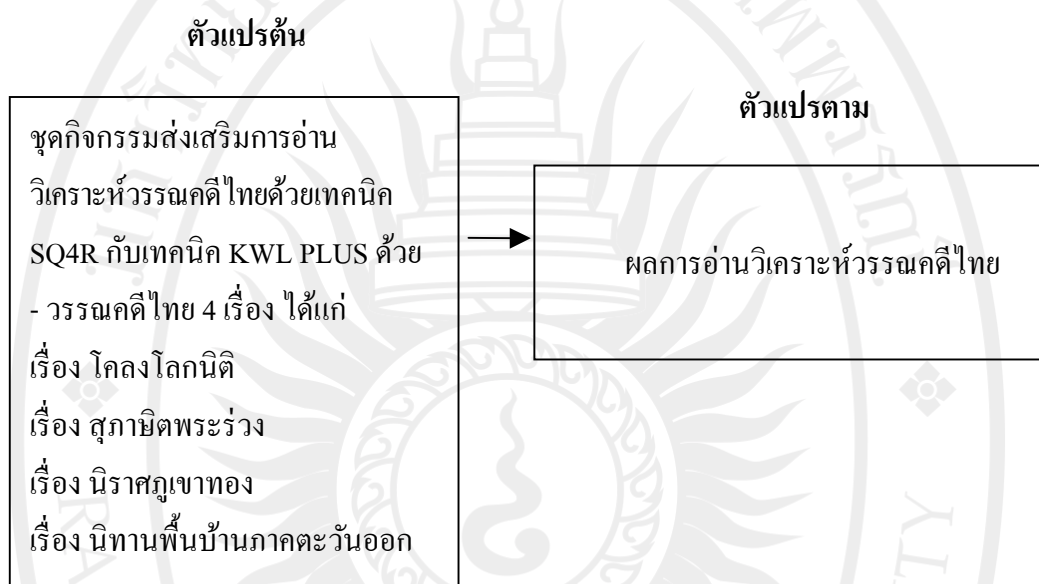 ตัวแปรต้น
ชุดกิจกรรมส่งเสริมการอ่าน
วิเคราะห์วรรณคดีไทยด้วยเทคนิค
SQ4R กับเทคนิค KWL PLUS ด้วย
- วรรณคดีไทย 4 เรื่อง ได้แก่
เรื่อง โคลงโลกนิติ
เรื่อง สุภาษิตพระร่วง
เรื่อง นิราศภูเขาทอง
เรื่อง นิทานพื้นบ้านภาคตะวันออก
ตัวแปรตาม
ผลการอ่านวิเคราะห์วรรณคดีไทย